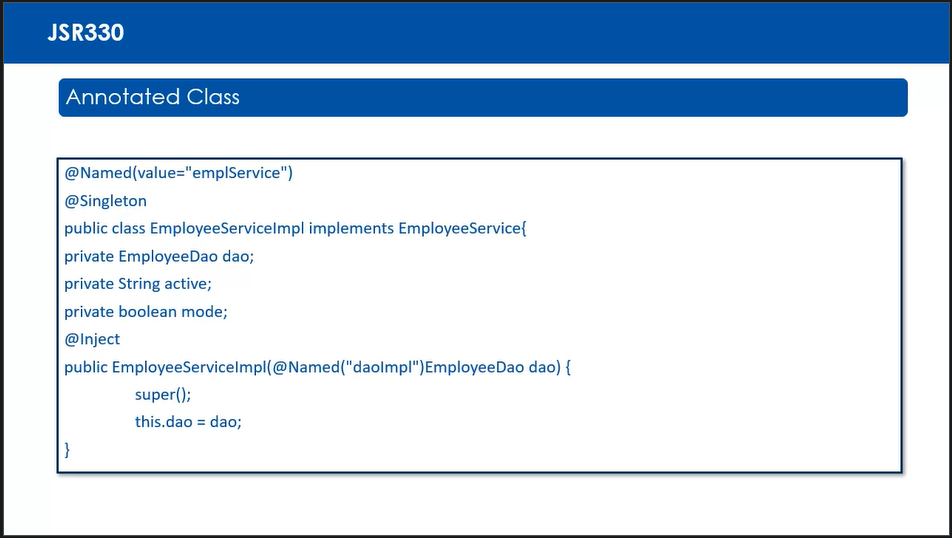 JSR330
Annotated Class
@Named(value="emplService")
@Singleton
public class EmployeeServiceImpl implements EmployeeService{
private EmployeeDao dao;
private String active;
private boolean mode;
@Inject
public EmployeeServiceImpl(@Named("daoImpl")EmployeeDao dao) {
super();
this.dao = dao;
}